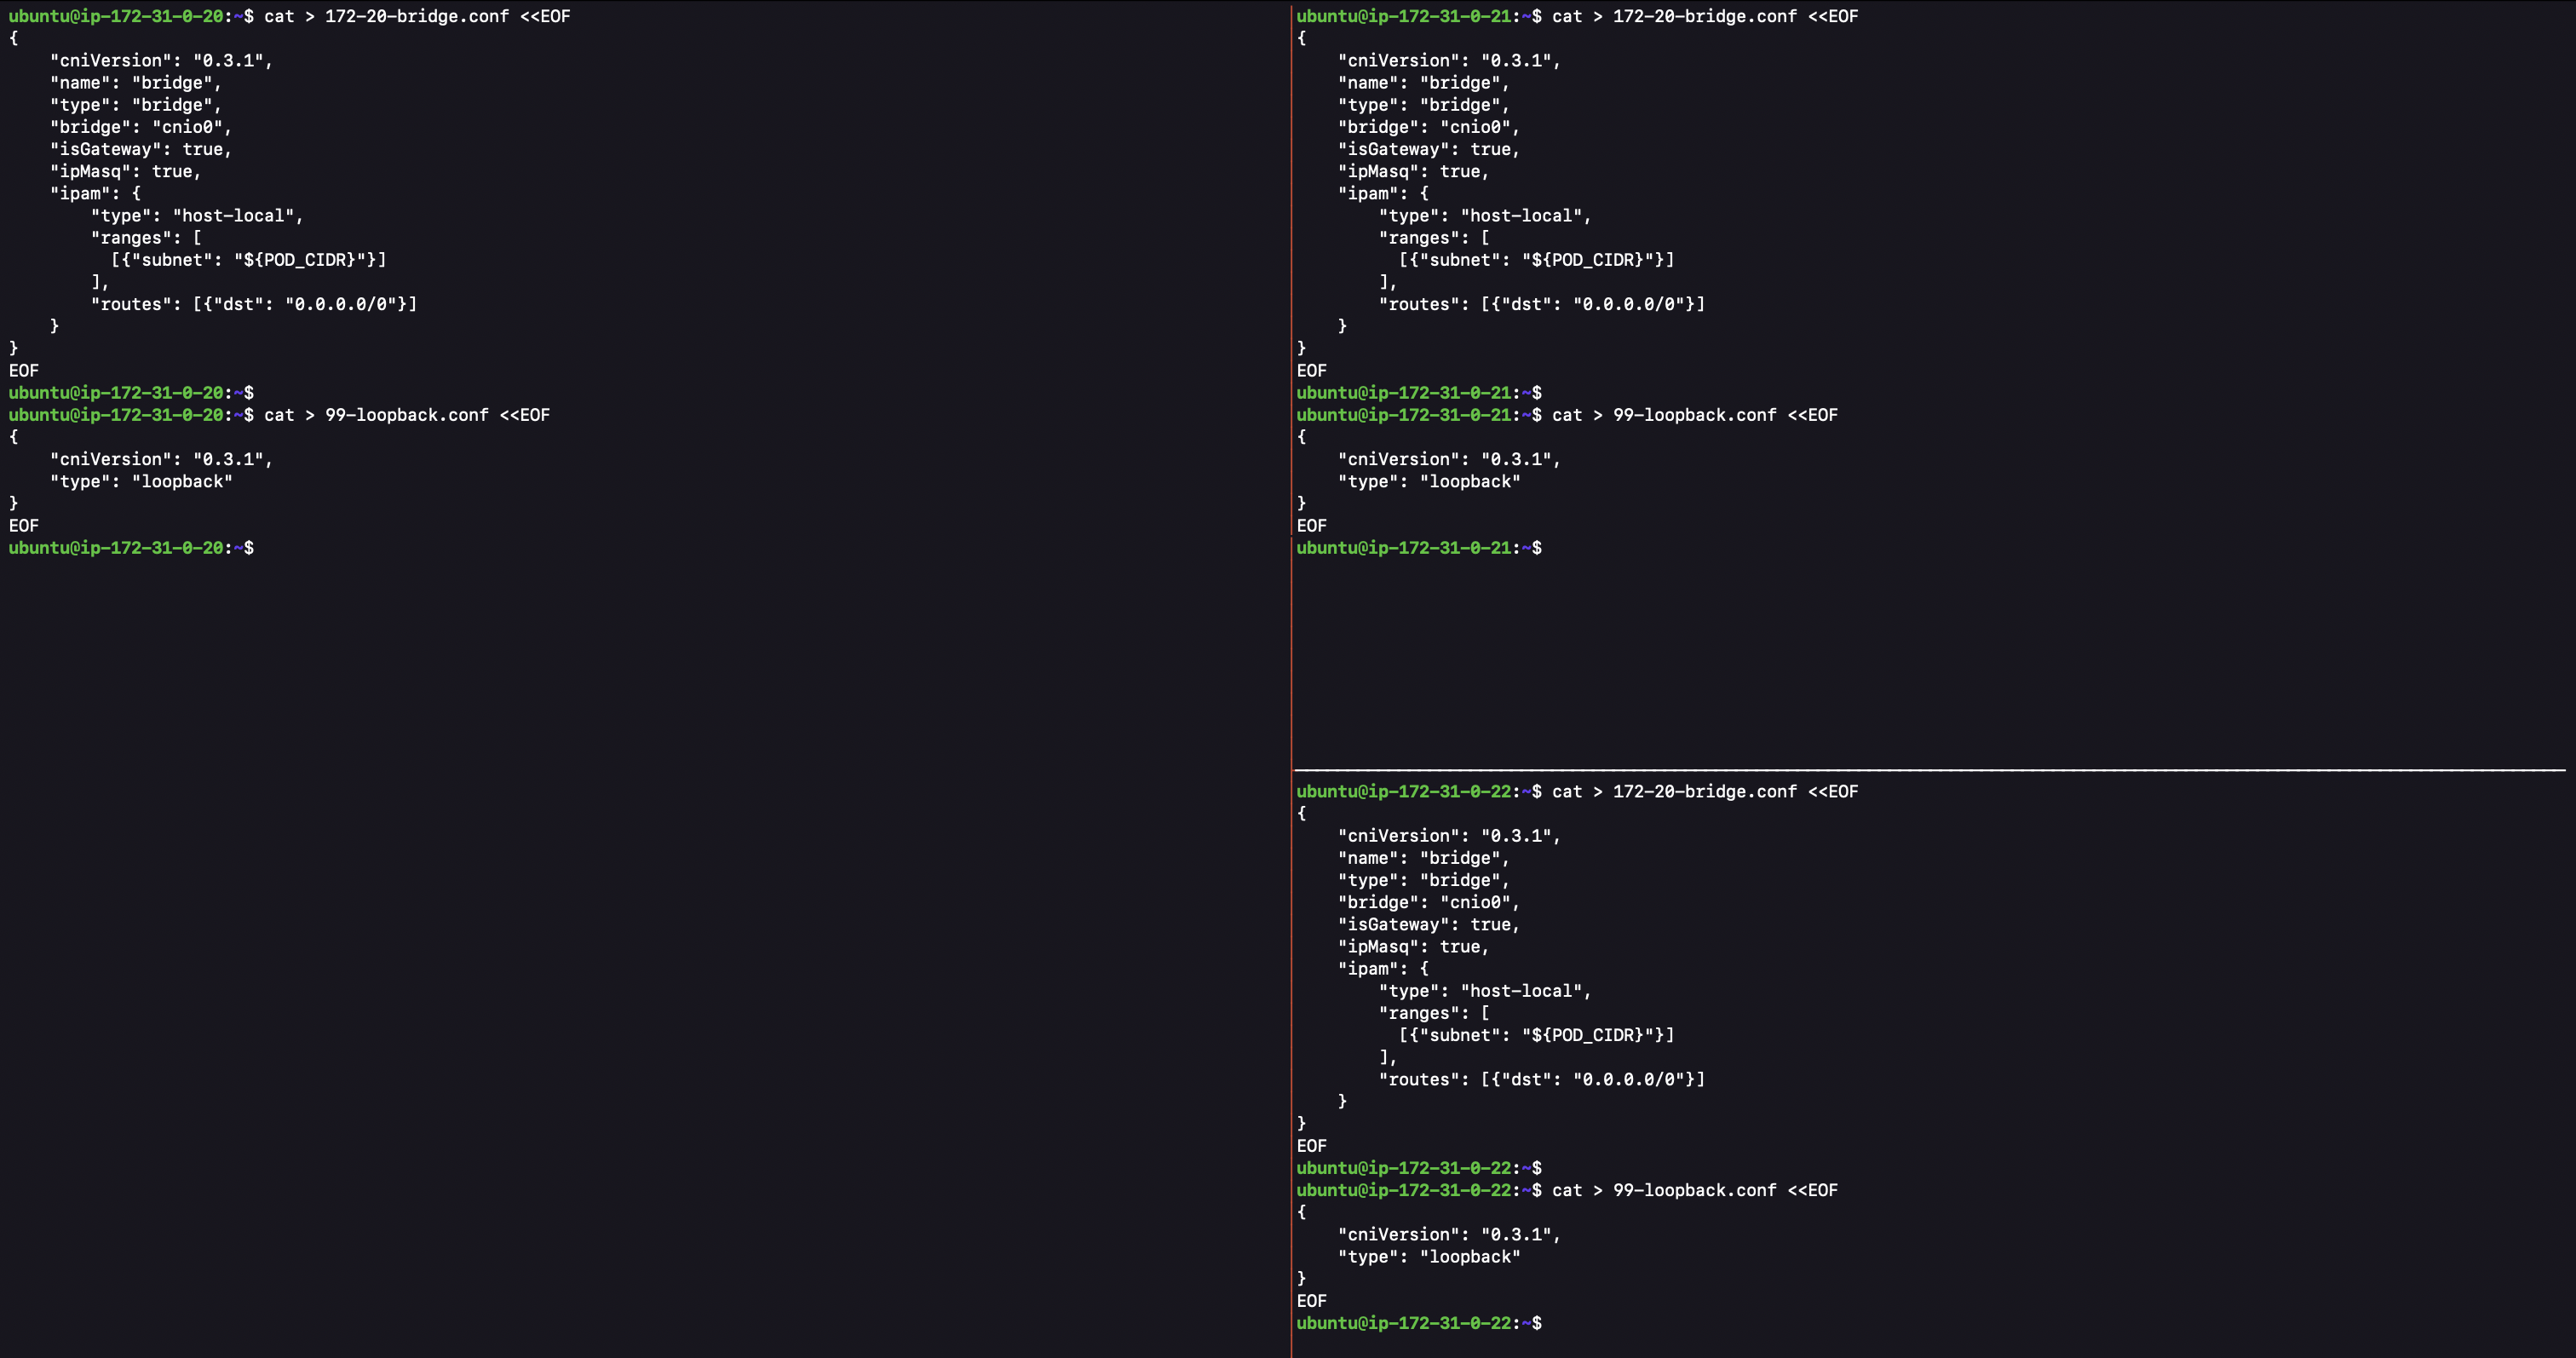 ubuntu@ip-172-31-0-20:~$ cat > 172-20-bridge.conf <<EOF
{
    "cniVersion": "0.3.1",
    "name": "bridge",
    "type": "bridge",
    "bridge": "cnio0",
    "isGateway": true,
    "ipMasq": true,
    "ipam": {
        "type": "host-local",
        "ranges": [
          [{"subnet": "${POD_CIDR}"}]
        ],
        "routes": [{"dst": "0.0.0.0/0"}]
    }
}
EOF
ubuntu@ip-172-31-0-20:~$
ubuntu@ip-172-31-0-20:~$ cat > 99-loopback.conf <<EOF
{
    "cniVersion": "0.3.1",
    "type": "loopback"
}
EOF
ubuntu@ip-172-31-0-20:~$
ubuntu@ip-172-31-0-21:~$ cat > 172-20-bridge.conf <<EOF
{
    "cniVersion": "0.3.1",
    "name": "bridge",
    "type": "bridge",
    "bridge": "cnio0",
    "isGateway": true,
    "ipMasq": true,
    "ipam": {
        "type": "host-local",
        "ranges": [
          [{"subnet": "${POD_CIDR}"}]
        ],
        "routes": [{"dst": "0.0.0.0/0"}]
    }
}
EOF
ubuntu@ip-172-31-0-21:~$
ubuntu@ip-172-31-0-21:~$ cat > 99-loopback.conf <<EOF
{
    "cniVersion": "0.3.1",
    "type": "loopback"
}
EOF
ubuntu@ip-172-31-0-21:~$
ubuntu@ip-172-31-0-22:~$ cat > 172-20-bridge.conf <<EOF
{
    "cniVersion": "0.3.1",
    "name": "bridge",
    "type": "bridge",
    "bridge": "cnio0",
    "isGateway": true,
    "ipMasq": true,
    "ipam": {
        "type": "host-local",
        "ranges": [
          [{"subnet": "${POD_CIDR}"}]
        ],
        "routes": [{"dst": "0.0.0.0/0"}]
    }
}
EOF
ubuntu@ip-172-31-0-22:~$
ubuntu@ip-172-31-0-22:~$ cat > 99-loopback.conf <<EOF
{
    "cniVersion": "0.3.1",
    "type": "loopback"
}
EOF
ubuntu@ip-172-31-0-22:~$